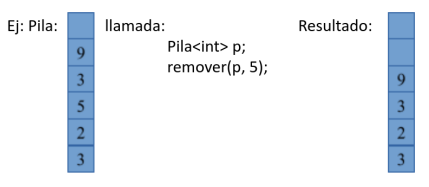 Ej: Pila:
9
3
5
2
3
llamada:
Pila<int> p;
remover(p, 5);
Resultado:
9
3
2
3